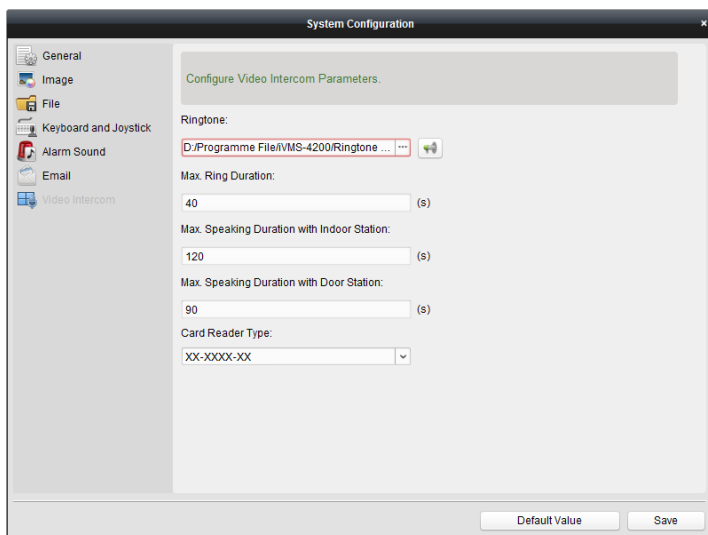 System Configuration
×
General
Image
File
Keyboard and Joystick
Alarm Sound
Email
Video Intercom
Configure Video Intercom Parameters.
Ringtone:
D:/Programme File/iVMS-4200/Ringtone ... ...
Max. Ring Duration:
40 (s)
Max. Speaking Duration with Indoor Station:
120 (s)
Max. Speaking Duration with Door Station:
90 (s)
Card Reader Type:
XX-XXXX-XX
Default Value
Save